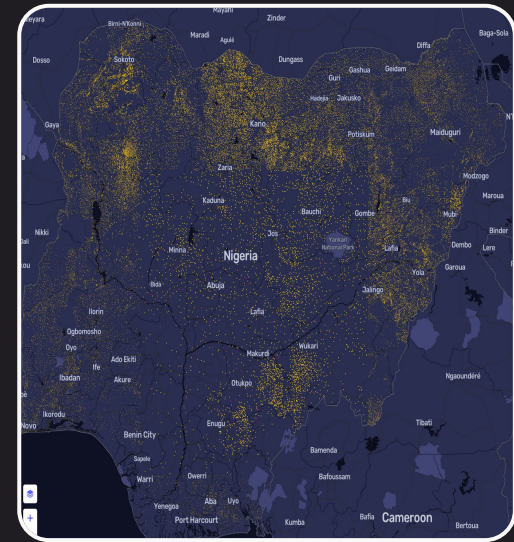 Mayahi
Zinder
Birni-N'Konni
Maradi
Aguié
Diffa
Baga-Sola
Dosso
Sokoto
Dungass
Gashua
Geidam
Guri
Hadejia
Jakusko
Gaya
Kano
Potiskum
Maiduguri
Zaria
Modzogo
Kaduna
Biu
Maroua
Bauchi
Gombe
Mubi
Nikki
Jos
Binder
Minna
Yankari
National Park
Lafia
Dembo
Lere
Nigeria
Yola
Garoua
Bida
Abuja
Jalingo
Ilorin
Lafia
Ogbomosho
Oyo
Wukari
Makurdi
Ado Ekiti
Ife
Ibadan
Akure
Otukpo
Ngaoundéré
Ikorodu
Novo
Enugu
Tibati
Benin City
Bamenda
Sapele
Warri
Owerri
Bafoussam
Aba
Uyo
Yenegoa
Port Harcourt
Kumba
Bafia
Cameroon
Bertoua